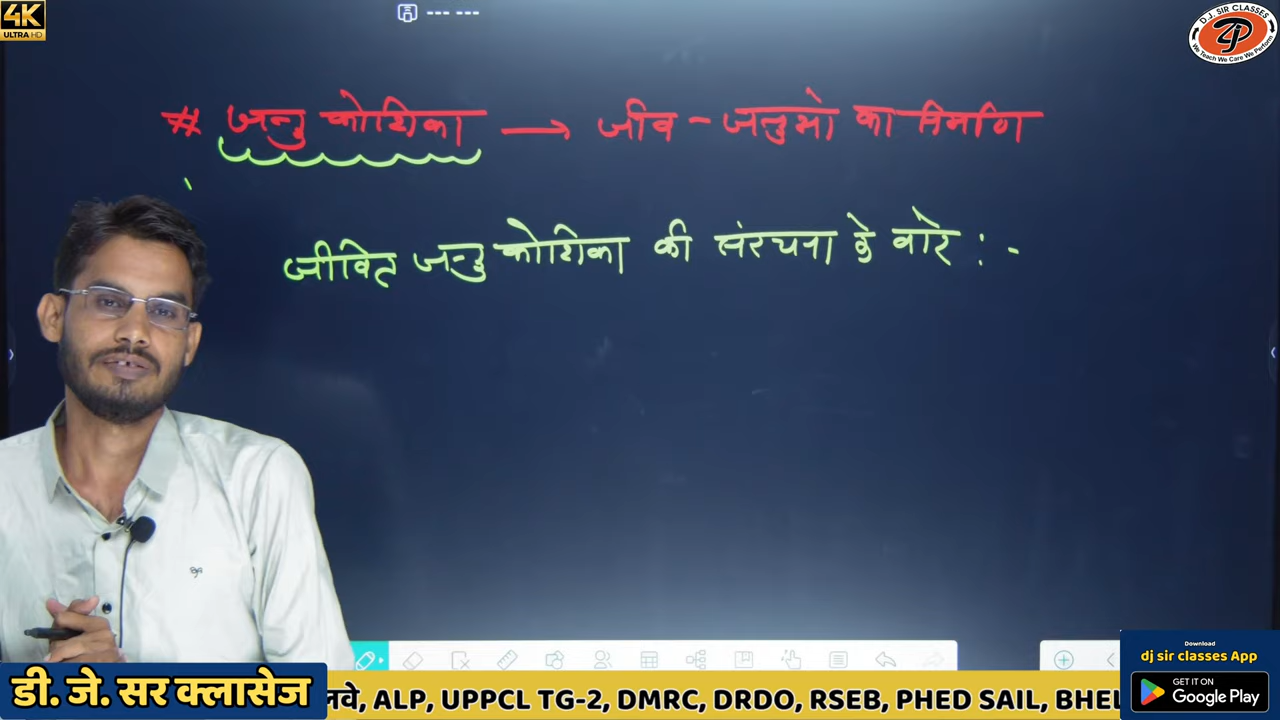 4K
ULTRA HD
D.J. SIR CLASSES
We Teach We Care We Perform
# जन्तु कोशिका → जीव - जन्तुओ का निर्माण
जीवित जन्तु कोशिका की संरचना के बारे : -
Download
dj sir classes App
GET IT ON
Google Play
डी. जे. सर क्लासेज
लवे, ALP, UPPCL TG-2, DMRC, DRDO, RSEB, PHED SAIL, BHEL